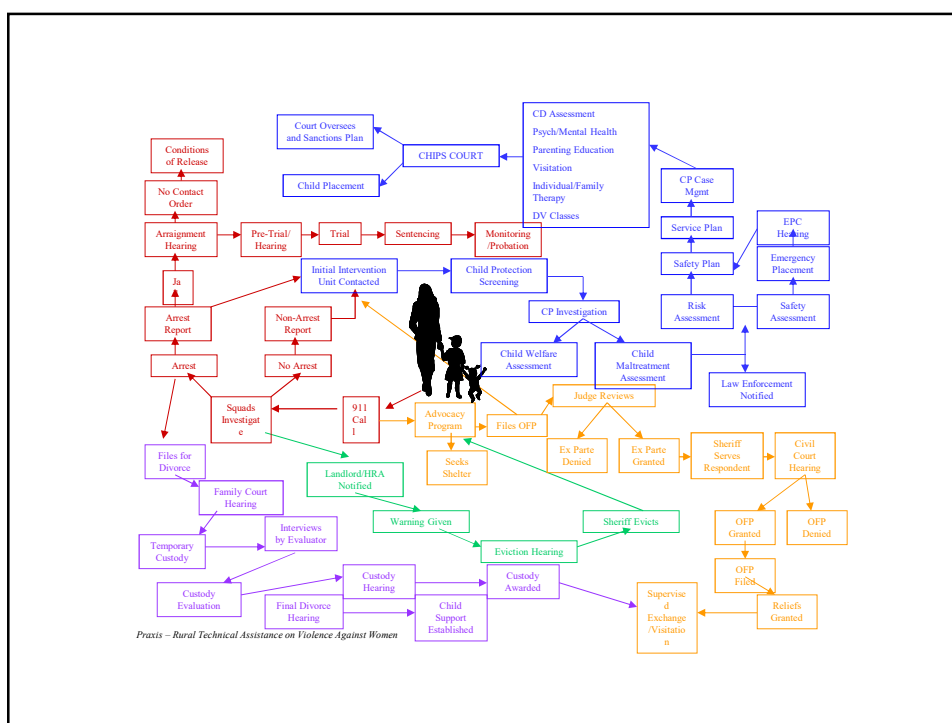 CD Assessment
Psych/Mental Health
Parenting Education
Visitation
Individual/Family
Therapy
DV Classes
Court Oversees
and Sanctions Plan
CHIPS COURT
Child Placement
Conditions
of Release
No Contact
Order
Arraignment
Hearing
Pre-Trial/
Hearing
Trial
Sentencing
Monitoring
/Probation
CP Case
Mgmt
Service Plan
Safety Plan
EPC
Hearing
Emergency
Placement
Risk
Assessment
Safety
Assessment
Ja
Initial Intervention
Unit Contacted
Child Protection
Screening
CP Investigation
Arrest
Report
Non-Arrest
Report
Arrest
No Arrest
Child Welfare
Assessment
Child
Maltreatment
Assessment
Law Enforcement
Notified
Squads
Investigat
e
911
Cal
l
Advocacy
Program
Files OFP
Judge Reviews
Seeks
Shelter
Ex Parte
Denied
Ex Parte
Granted
Sheriff
Serves
Respondent
Civil
Court
Hearing
Files for
Divorce
Family Court
Hearing
Landlord/HRA
Notified
Warning Given
Eviction Hearing
Sheriff Evicts
OFP
Granted
OFP
Denied
Temporary
Custody
Interviews
by Evaluator
OFP
Filed
Custody
Evaluation
Custody
Hearing
Custody
Awarded
Supervise
d
Exchange
/Visitatio
n
Reliefs
Granted
Final Divorce
Hearing
Child
Support
Established
Praxis – Rural Technical Assistance on Violence Against Women